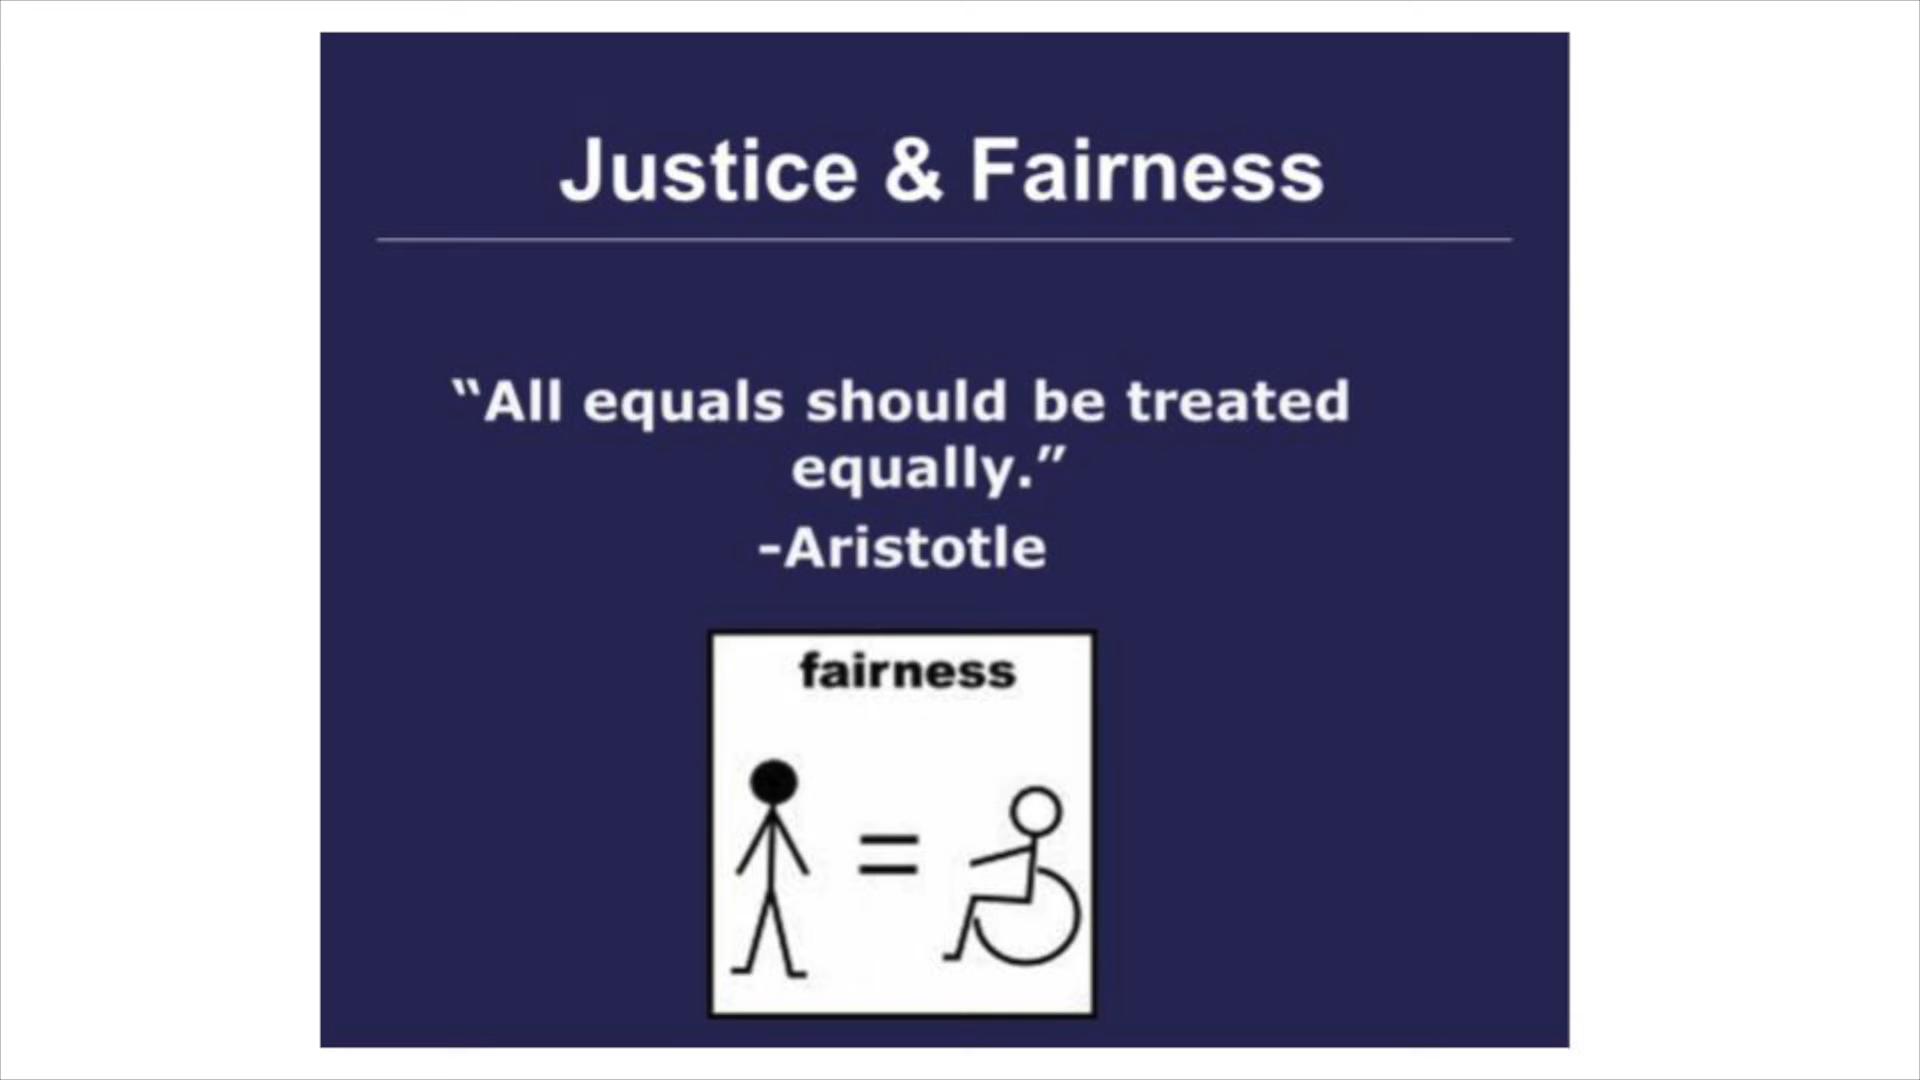 Justice & Fairness
“All equals should be treated
equally.”
-Aristotle
fairness
=